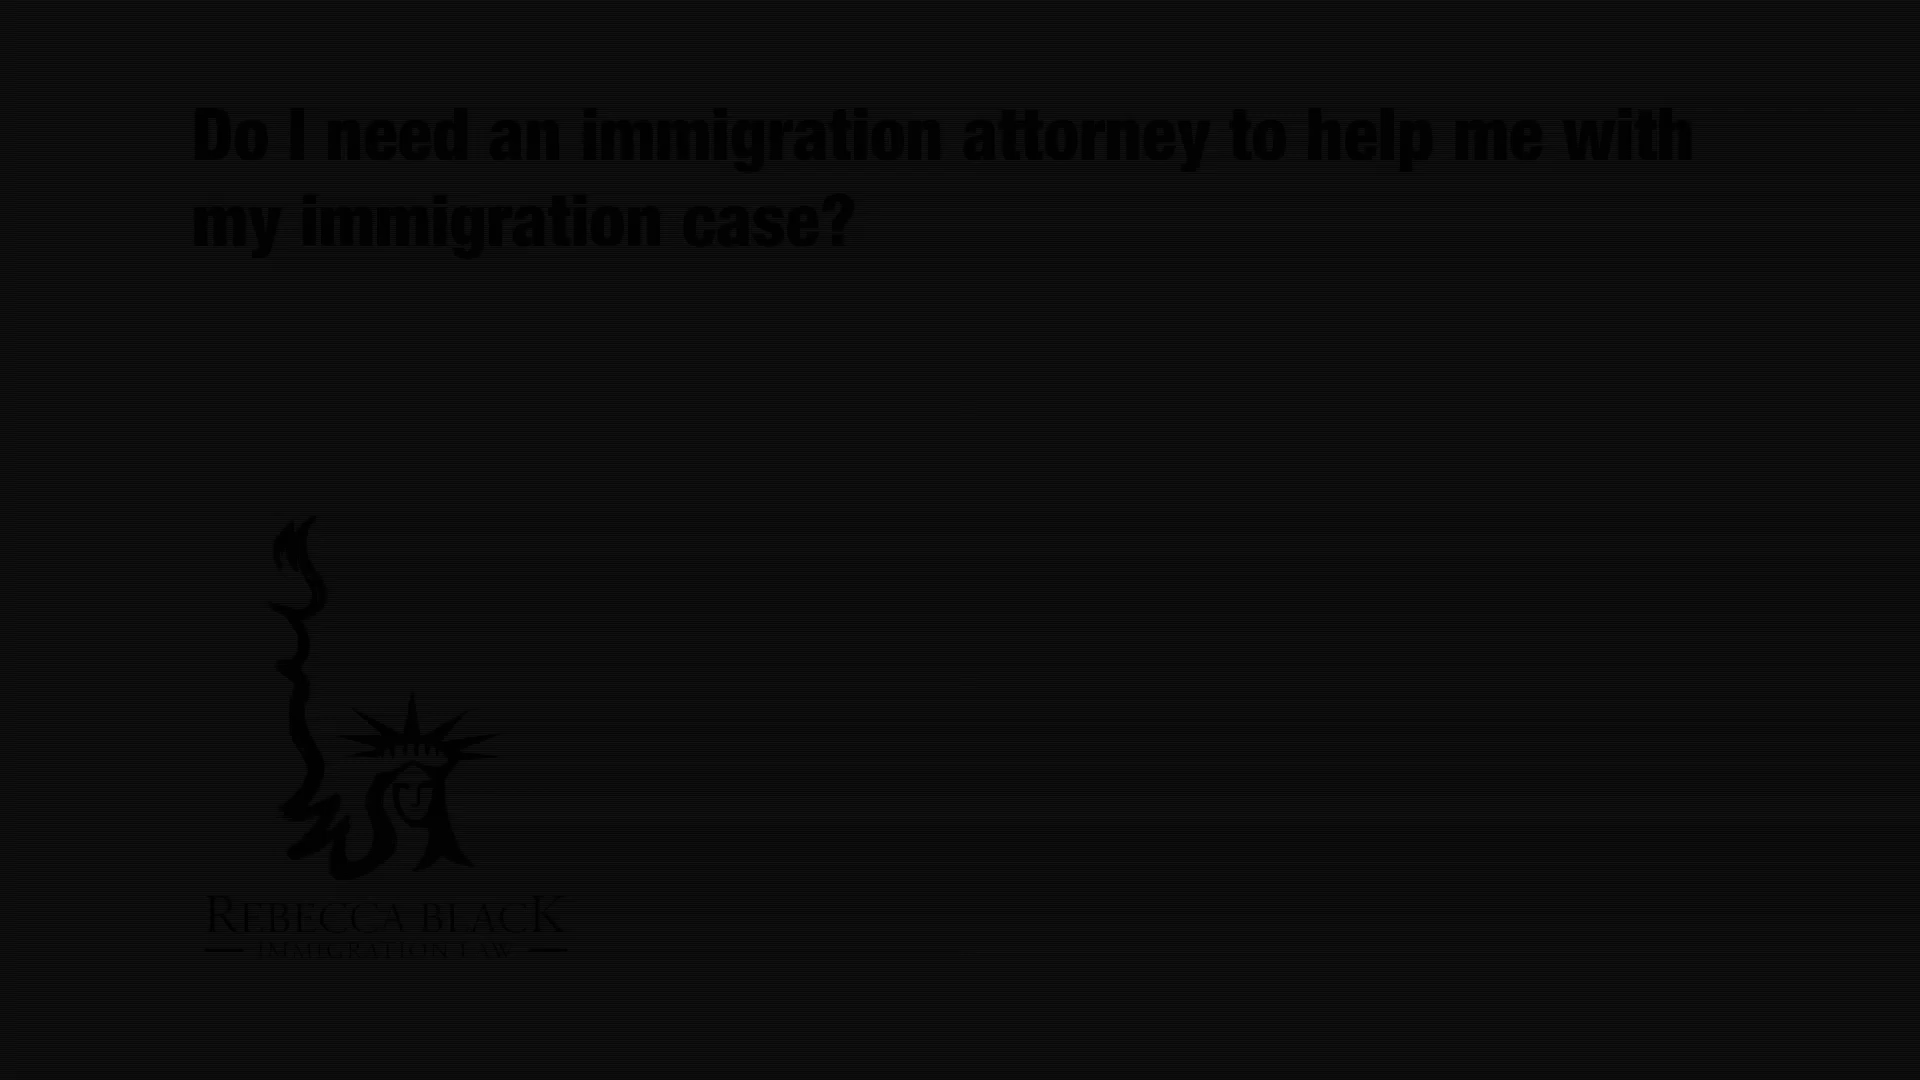 Do I need an immigration attorney to help me with
my immigration case?
REBECCA BLACK
IMMIGRATION LAW